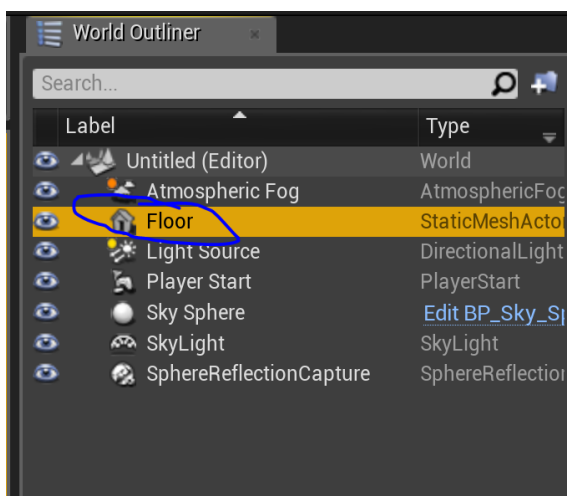 World Outliner
Search...
Label Type
Untitled (Editor) World
Atmospheric Fog AtmosphericFog
Floor StaticMeshActo
Light Source DirectionalLight
Player Start PlayerStart
Sky Sphere Edit BP_Sky_Sp
SkyLight SkyLight
SphereReflectionCapture SphereReflection